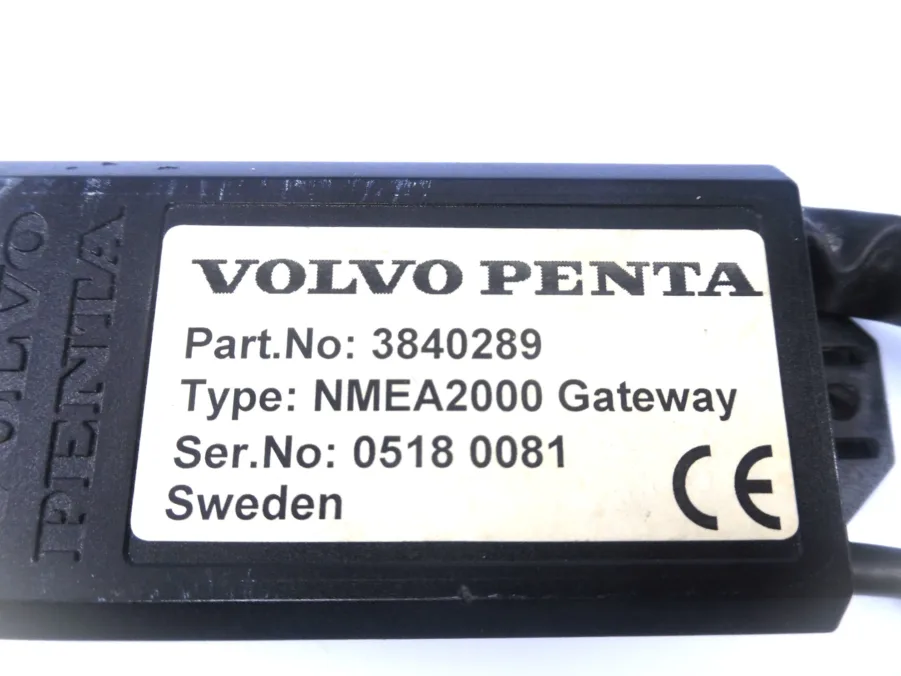 VOLVO
PENTA
VOLVO PENTA
Part.No: 3840289
Type: NMEA2000 Gateway
Ser.No: 0518 0081
Sweden
CE